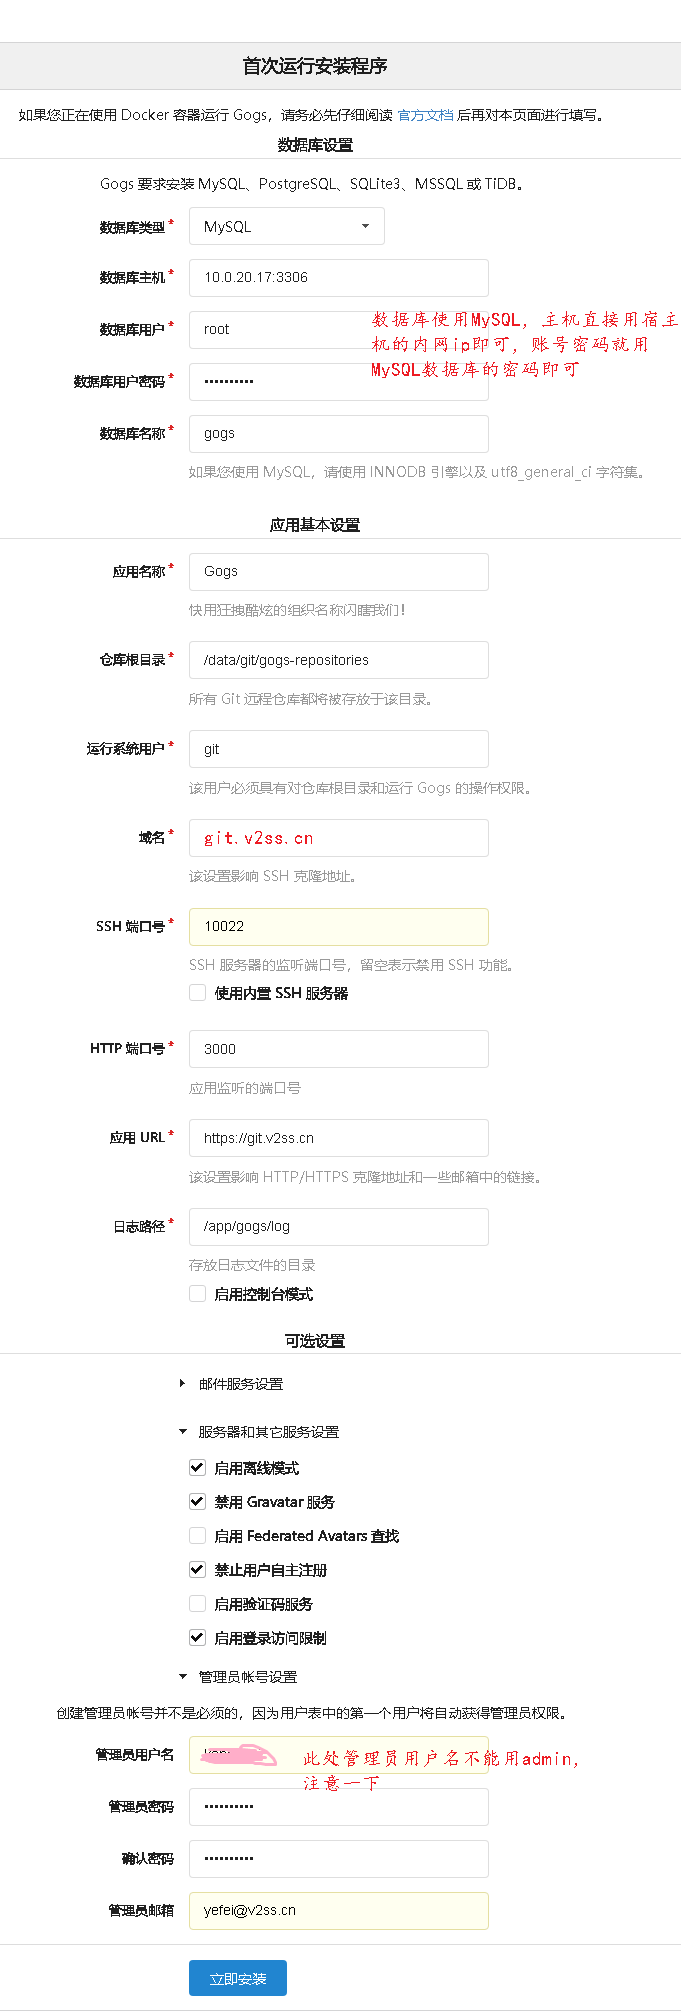 首次运行安装程序
如果您正在使用 Docker 容器运行 Gogs，请务必先仔细阅读 官方文档 后再对本页面进行填写。
数据库设置
Gogs 要求安装 MySQL、PostgreSQL、SQLite3、MSSQL 或 TiDB。
数据库类型* MySQL
数据库主机* 10.0.20.17:3306
数据库用户* root
数据库使用MySQL，主机直接用宿主
机的内网ip即可，账号密码就用
MySQL数据库的密码即可
数据库用户密码* ••••••••••
数据库名称* gogs
如果您使用 MySQL，请使用 INNODB 引擎以及 utf8_general_ci 字符集。
应用基本设置
应用名称* Gogs
快用狂拽酷炫的组织名称闪瞎我们！
仓库根目录* /data/git/gogs-repositories
所有 Git 远程仓库都将被存放于该目录。
运行系统用户* git
该用户必须具有对仓库根目录和运行 Gogs 的操作权限。
域名* git.v2ss.cn
该设置影响 SSH 克隆地址。
SSH 端口号* 10022
SSH 服务器的监听端口号，留空表示禁用 SSH 功能。
使用内置 SSH 服务器
HTTP 端口号* 3000
应用监听的端口号
应用 URL* https://git.v2ss.cn
该设置影响 HTTP/HTTPS 克隆地址和一些邮箱中的链接。
日志路径* /app/gogs/log
存放日志文件的目录
启用控制台模式
可选设置
邮件服务设置
服务器和其它服务设置
启用离线模式
禁用 Gravatar 服务
启用 Federated Avatars 查找
禁止用户自主注册
启用验证码服务
启用登录访问限制
管理员帐号设置
创建管理员帐号并不是必须的，因为用户表中的第一个用户将自动获得管理员权限。
管理员用户名
此处管理员用户名不能用admin，
注意一下
管理员密码 ••••••••••
确认密码 ••••••••••
管理员邮箱 yefei@v2ss.cn
立即安装